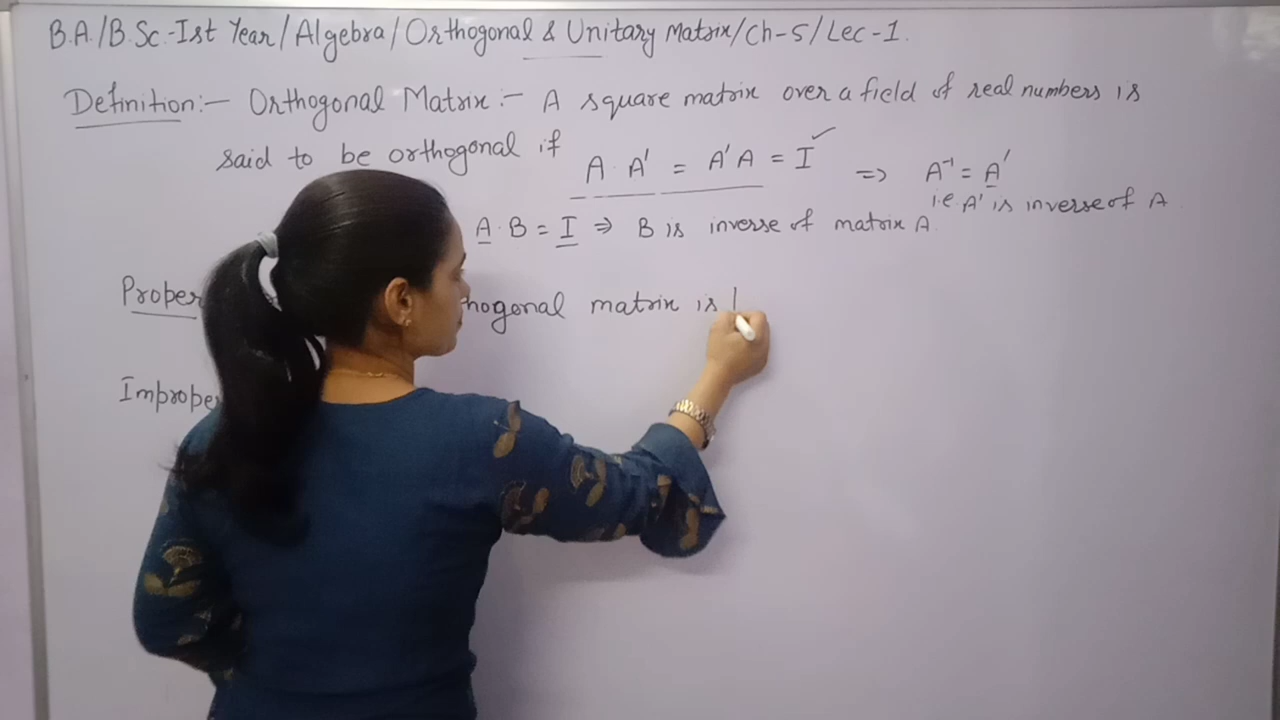 B.A./B.Sc.-Ist Year/Algebra/Orthogonal & Unitary Matrix/Ch-5/Lec-1.
Definition:- Orthogonal Matrix:- A square matrix over a field of real numbers is
said to be orthogonal if A · A' = A'A = I ✓ => A⁻¹ = A'
i.e. A' is inverse of A
A · B = I => B is inverse of matrix A.
Proper hogonal matrix is |
Improper